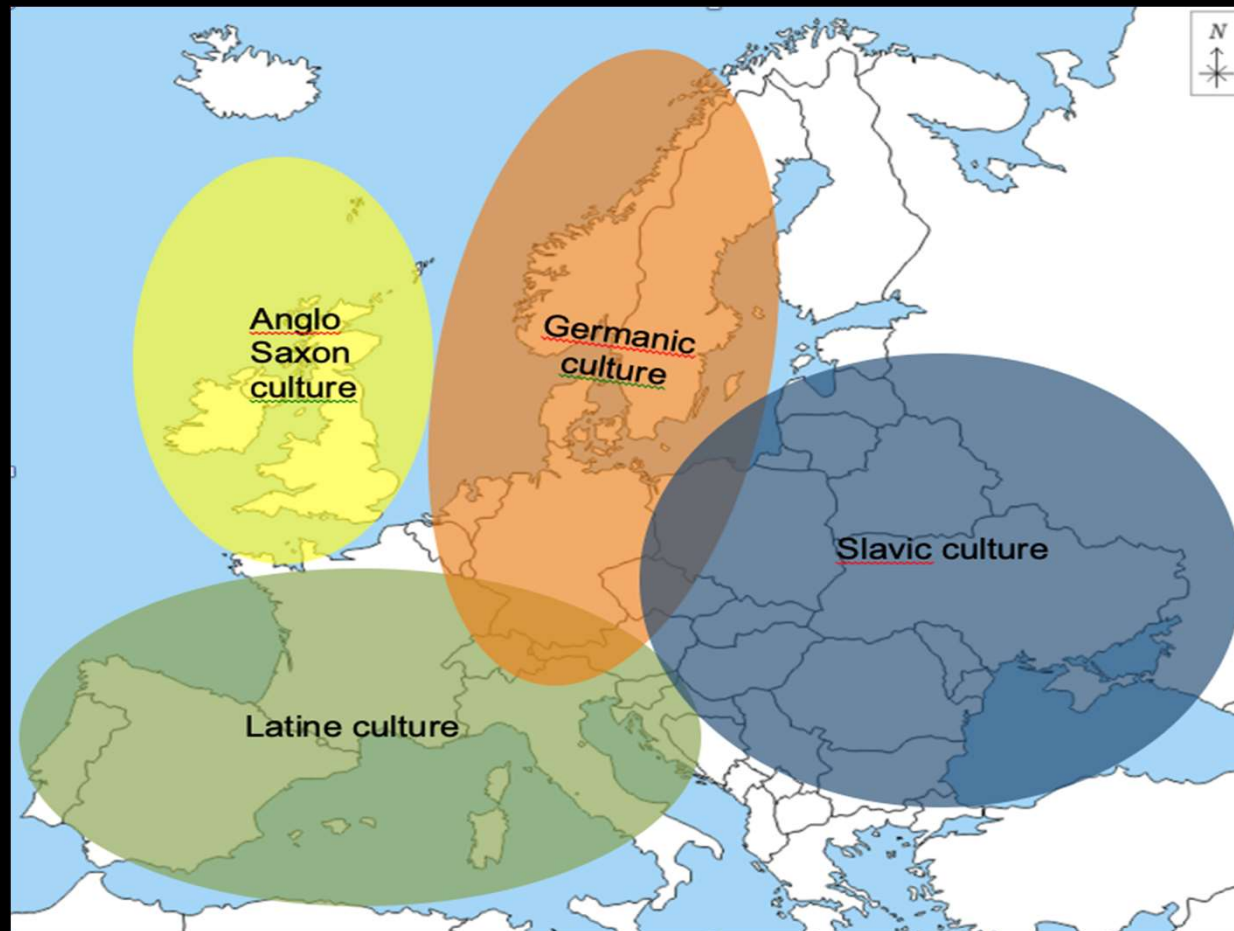 N
Anglo
Saxon
culture
Germanic
culture
Slavic culture
Latine culture